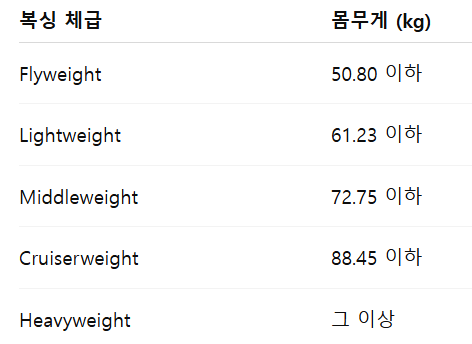 복싱 체급 몸무게 (kg)
Flyweight 50.80 이하
Lightweight 61.23 이하
Middleweight 72.75 이하
Cruiserweight 88.45 이하
Heavyweight 그 이상